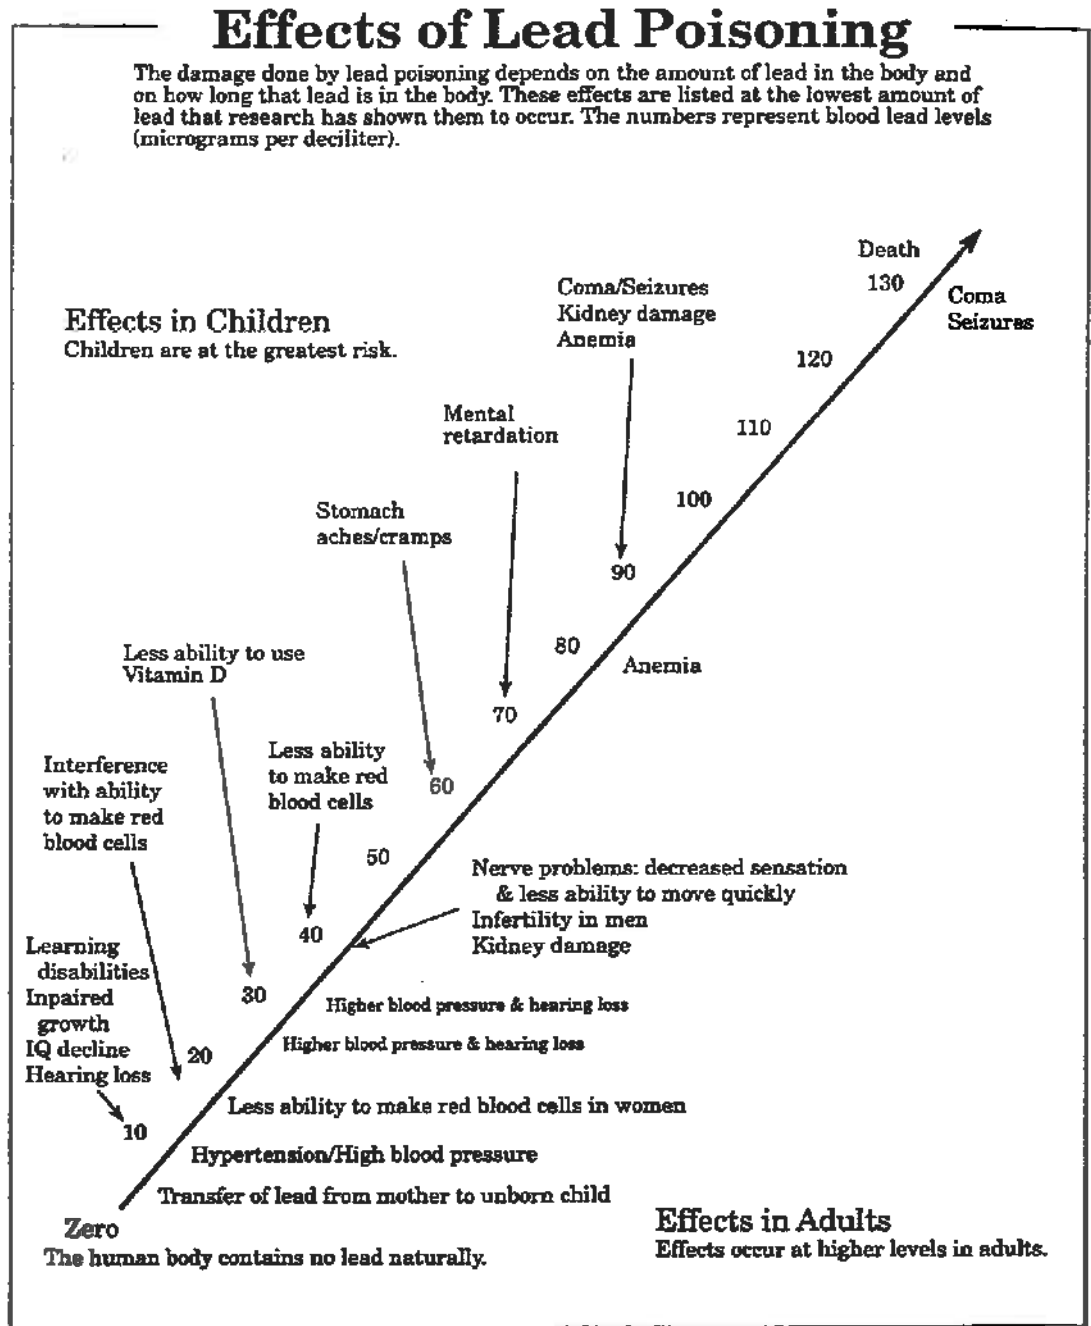 Effects of Lead Poisoning
The damage done by lead poisoning depends on the amount of lead in the body and
on how long that lead is in the body. These effects are listed at the lowest amount of
lead that research has shown them to occur. The numbers represent blood lead levels
(micrograms per deciliter).
Death
130
Coma
Seizures
Coma/Seizures
Kidney damage
Anemia
Effects in Children
Children are at the greatest risk.
120
Mental
retardation
110
100
Stomach
aches/cramps
90
80
Anemia
Less ability to use
Vitamin D
70
Less ability
to make red
blood cells
60
Interference
with ability
to make red
blood cells
50
Nerve problems: decreased sensation
& less ability to move quickly
Infertility in men
Kidney damage
40
Learning
disabilities
Inpaired
growth
IQ decline
Hearing loss
30
Higher blood pressure & hearing loss
20
Higher blood pressure & hearing loss
Less ability to make red blood cells in women
10
Hypertension/High blood pressure
Transfer of lead from mother to unborn child
Zero
The human body contains no lead naturally.
Effects in Adults
Effects occur at higher levels in adults.